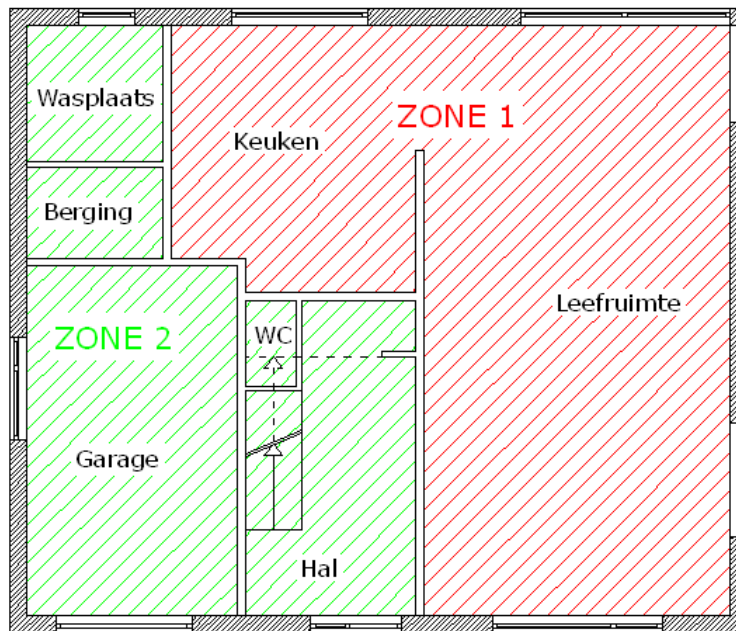 Wasplaats
ZONE 1
Keuken
Berging
Leefruimte
ZONE 2
WC
Garage
Hal